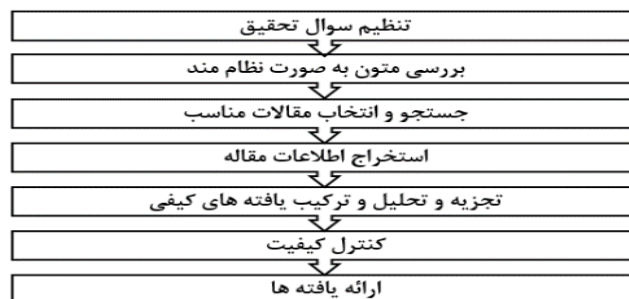 تنظیم سوال تحقیق
بررسی متون به صورت نظام مند
جستجو و انتخاب مقالات مناسب
استخراج اطلاعات مقاله
تجزیه و تحلیل و ترکیب یافته های کیفی
کنترل کیفیت
ارائه یافته ها